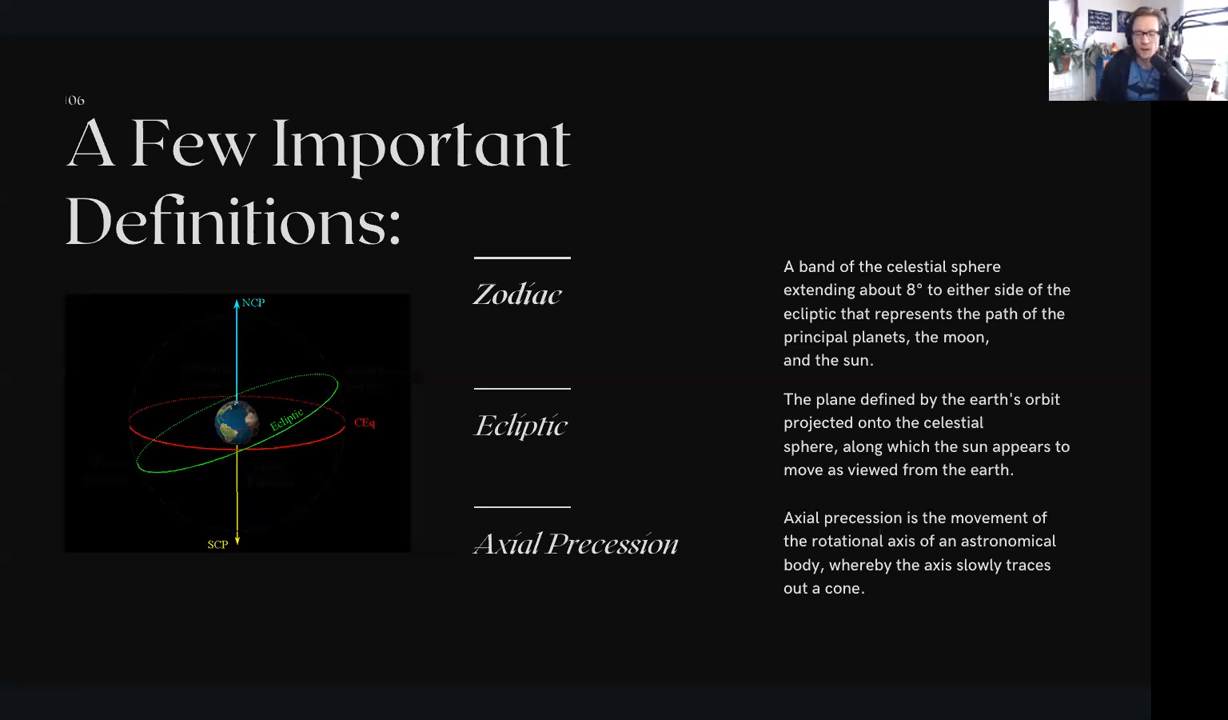 106
A Few Important
Definitions:
NCP
Ecliptic
CEq
SCP
Zodiac
A band of the celestial sphere
extending about 8° to either side of the
ecliptic that represents the path of the
principal planets, the moon,
and the sun.
Ecliptic
The plane defined by the earth's orbit
projected onto the celestial
sphere, along which the sun appears to
move as viewed from the earth.
Axial Precession
Axial precession is the movement of
the rotational axis of an astronomical
body, whereby the axis slowly traces
out a cone.